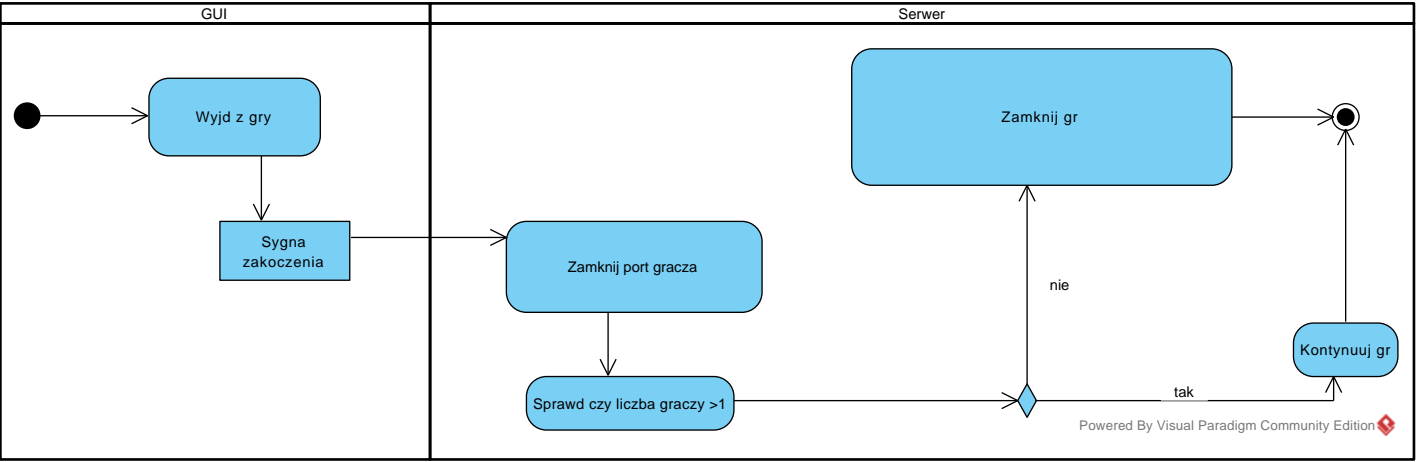 GUI
Serwer
Wyjd z gry
Zamknij gr
Sygna
zakoczenia
Zamknij port gracza
nie
Kontynuuj gr
tak
Sprawd czy liczba graczy >1
Powered By Visual Paradigm Community Edition